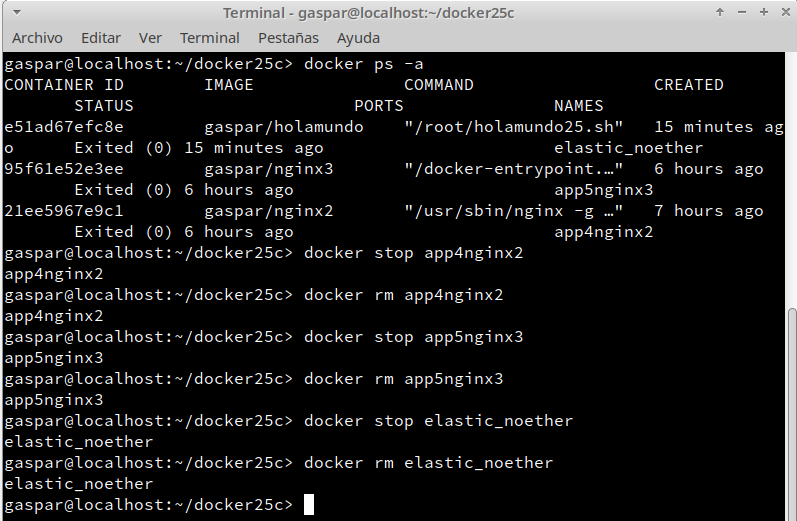 Terminal - gaspar@localhost:~/docker25c
Archivo Editar Ver Terminal Pestañas Ayuda
gaspar@localhost:~/docker25c> docker ps -a
CONTAINER ID        IMAGE               COMMAND                  CREATED
       STATUS                      PORTS               NAMES
e51ad67efc8e        gaspar/holamundo    "/root/holamundo25.sh"   15 minutes ag
o      Exited (0) 15 minutes ago                       elastic_noether
95f61e52e3ee        gaspar/nginx3       "/docker-entrypoint.…"   6 hours ago
       Exited (0) 6 hours ago                          app5nginx3
21ee5967e9c1        gaspar/nginx2       "/usr/sbin/nginx -g …"   7 hours ago
       Exited (0) 6 hours ago                          app4nginx2
gaspar@localhost:~/docker25c> docker stop app4nginx2
app4nginx2
gaspar@localhost:~/docker25c> docker rm app4nginx2
app4nginx2
gaspar@localhost:~/docker25c> docker stop app5nginx3
app5nginx3
gaspar@localhost:~/docker25c> docker rm app5nginx3
app5nginx3
gaspar@localhost:~/docker25c> docker stop elastic_noether
elastic_noether
gaspar@localhost:~/docker25c> docker rm elastic_noether
elastic_noether
gaspar@localhost:~/docker25c>